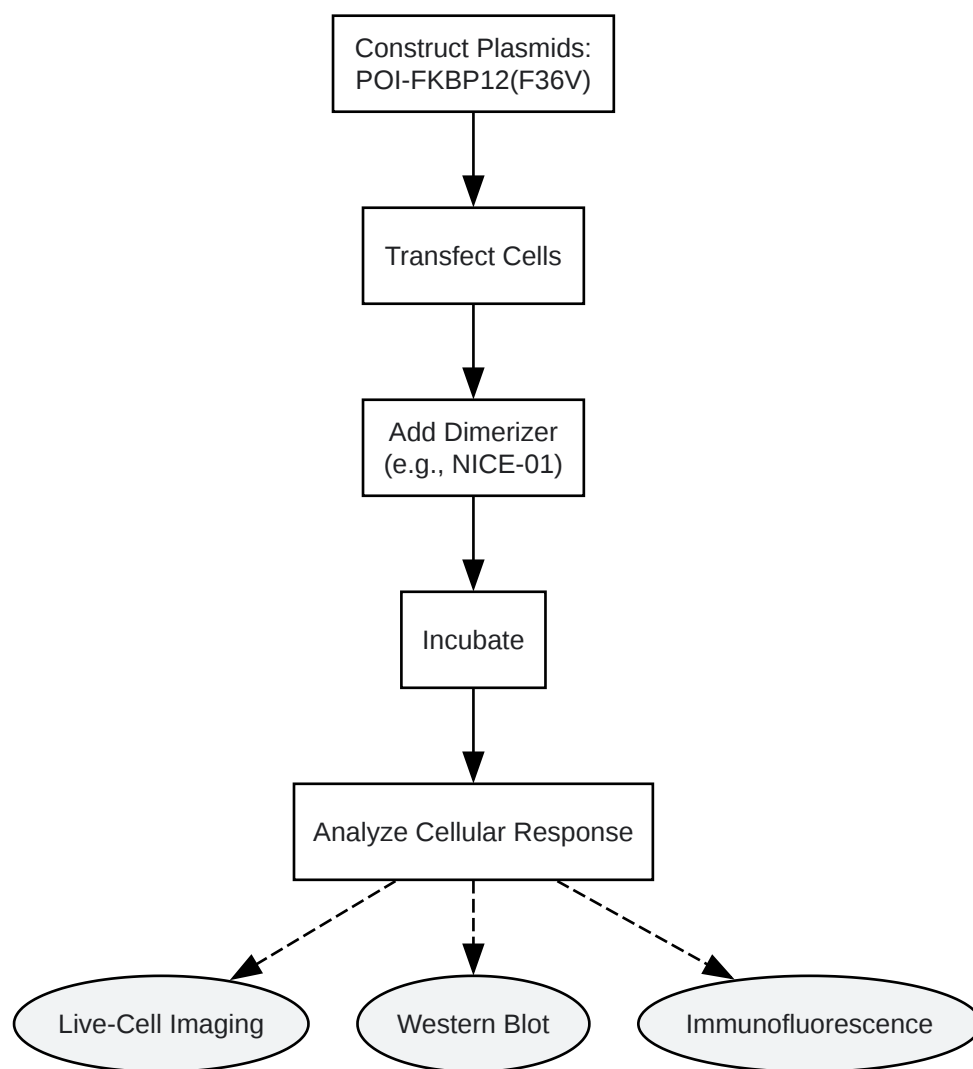 Construct Plasmids:
POI-FKBP12(F36V)
Transfect Cells
Add Dimerizer
(e.g., NICE-01)
Incubate
Analyze Cellular Response
Live-Cell Imaging
Western Blot
Immunofluorescence